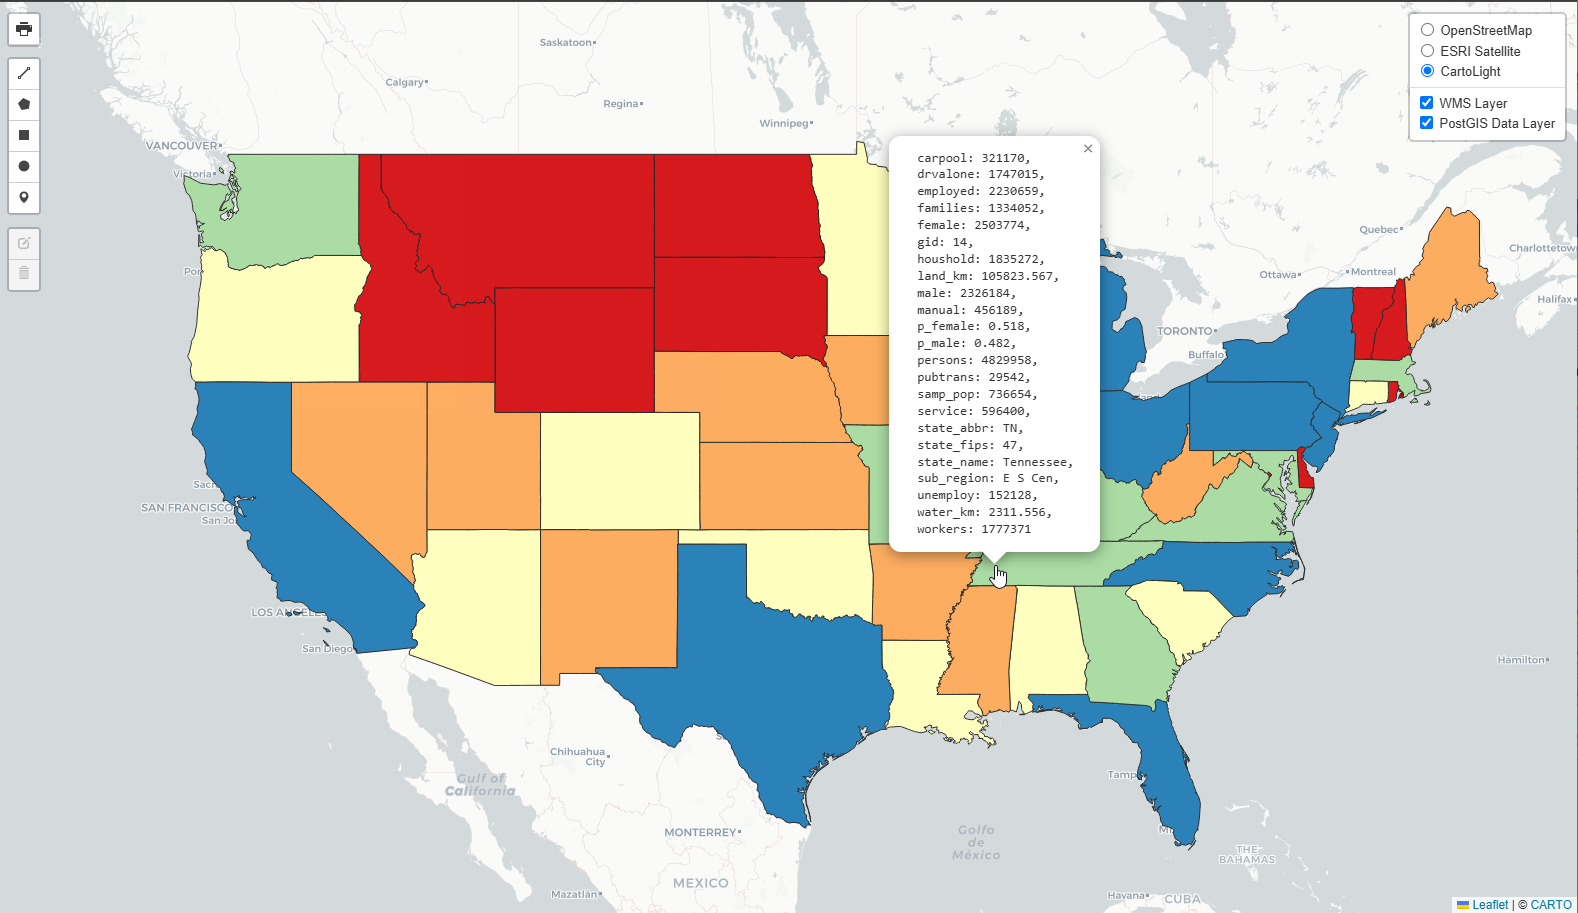 OpenStreetMap
ESRI Satellite
CartoLight
WMS Layer
PostGIS Data Layer
Saskatoon
Calgary
Regina
Winnipeg
VANCOUVER
Victoria
×
carpool: 321170,
drvalone: 1747015,
employed: 2230659,
families: 1334052,
female: 2503774,
gid: 14,
houshold: 1835272,
land_km: 105823.567,
male: 2326184,
manual: 456189,
p_female: 0.518,
p_male: 0.482,
persons: 4829958,
pubtrans: 29542,
samp_pop: 736654,
service: 596400,
state_abbr: TN,
state_fips: 47,
state_name: Tennessee,
sub_region: E S Cen,
unemploy: 152128,
water_km: 2311.556,
workers: 1777371
Quebec
Charlottetow
Ottawa
Montreal
Halifax
TORONTO
Buffalo
Por
Sacr
SAN FRANCISCO
San Jo
LOS ANGELES
San Diego
Hamilton
Chihuahua
City
Gulf of
California
Tamp
MONTERREY
Golfo
de
México
Mi
THE
BAHAMAS
MEXICO
Mazatlán
Havana
CUBA
Leaflet | © CARTO